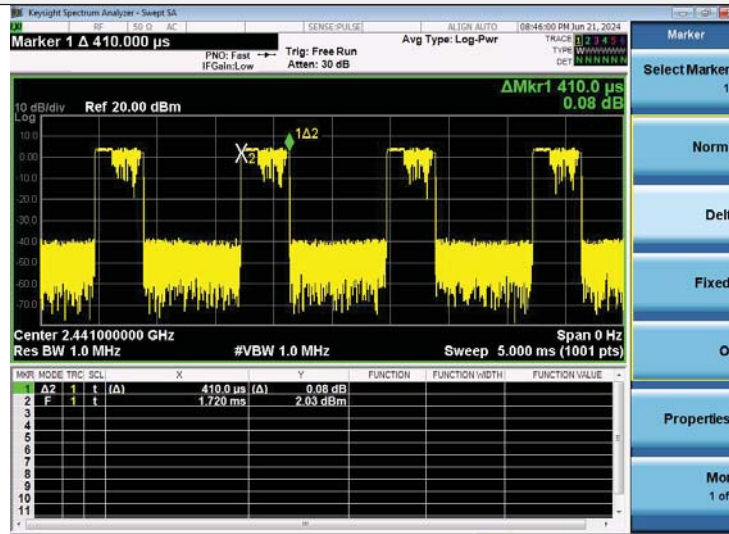 Keysight Spectrum Analyzer - Swept SA
RF 50 Ω AC SENSE:PULSE ALIGN AUTO 08:46:00 PM Jun 21, 2024
Marker 1 Δ 410.000 µs
PNO: Fast
IFGain:Low
Trig: Free Run
Atten: 30 dB
Avg Type: Log-Pwr
TRACE 1 2 3 4 5 6
TYPE W
DET N N N N N N
ΔMkr1 410.0 µs
0.08 dB
10 dB/div Ref 20.00 dBm
Log
10.0
0.00
-10.0
-20.0
-30.0
-40.0
-50.0
-60.0
-70.0
X2
1Δ2
Center 2.441000000 GHz Span 0 Hz
Res BW 1.0 MHz #VBW 1.0 MHz Sweep 5.000 ms (1001 pts)
MKR MODE TRC SCL X Y FUNCTION FUNCTION WIDTH FUNCTION VALUE
1 Δ2 1 t (Δ) 410.0 µs (Δ) 0.08 dB
2 F 1 t 1.720 ms 2.03 dBm
3
4
5
6
7
8
9
10
11
Marker
Select Marker
1
Norm
Delt
Fixed
O
Properties
Mor
1 of